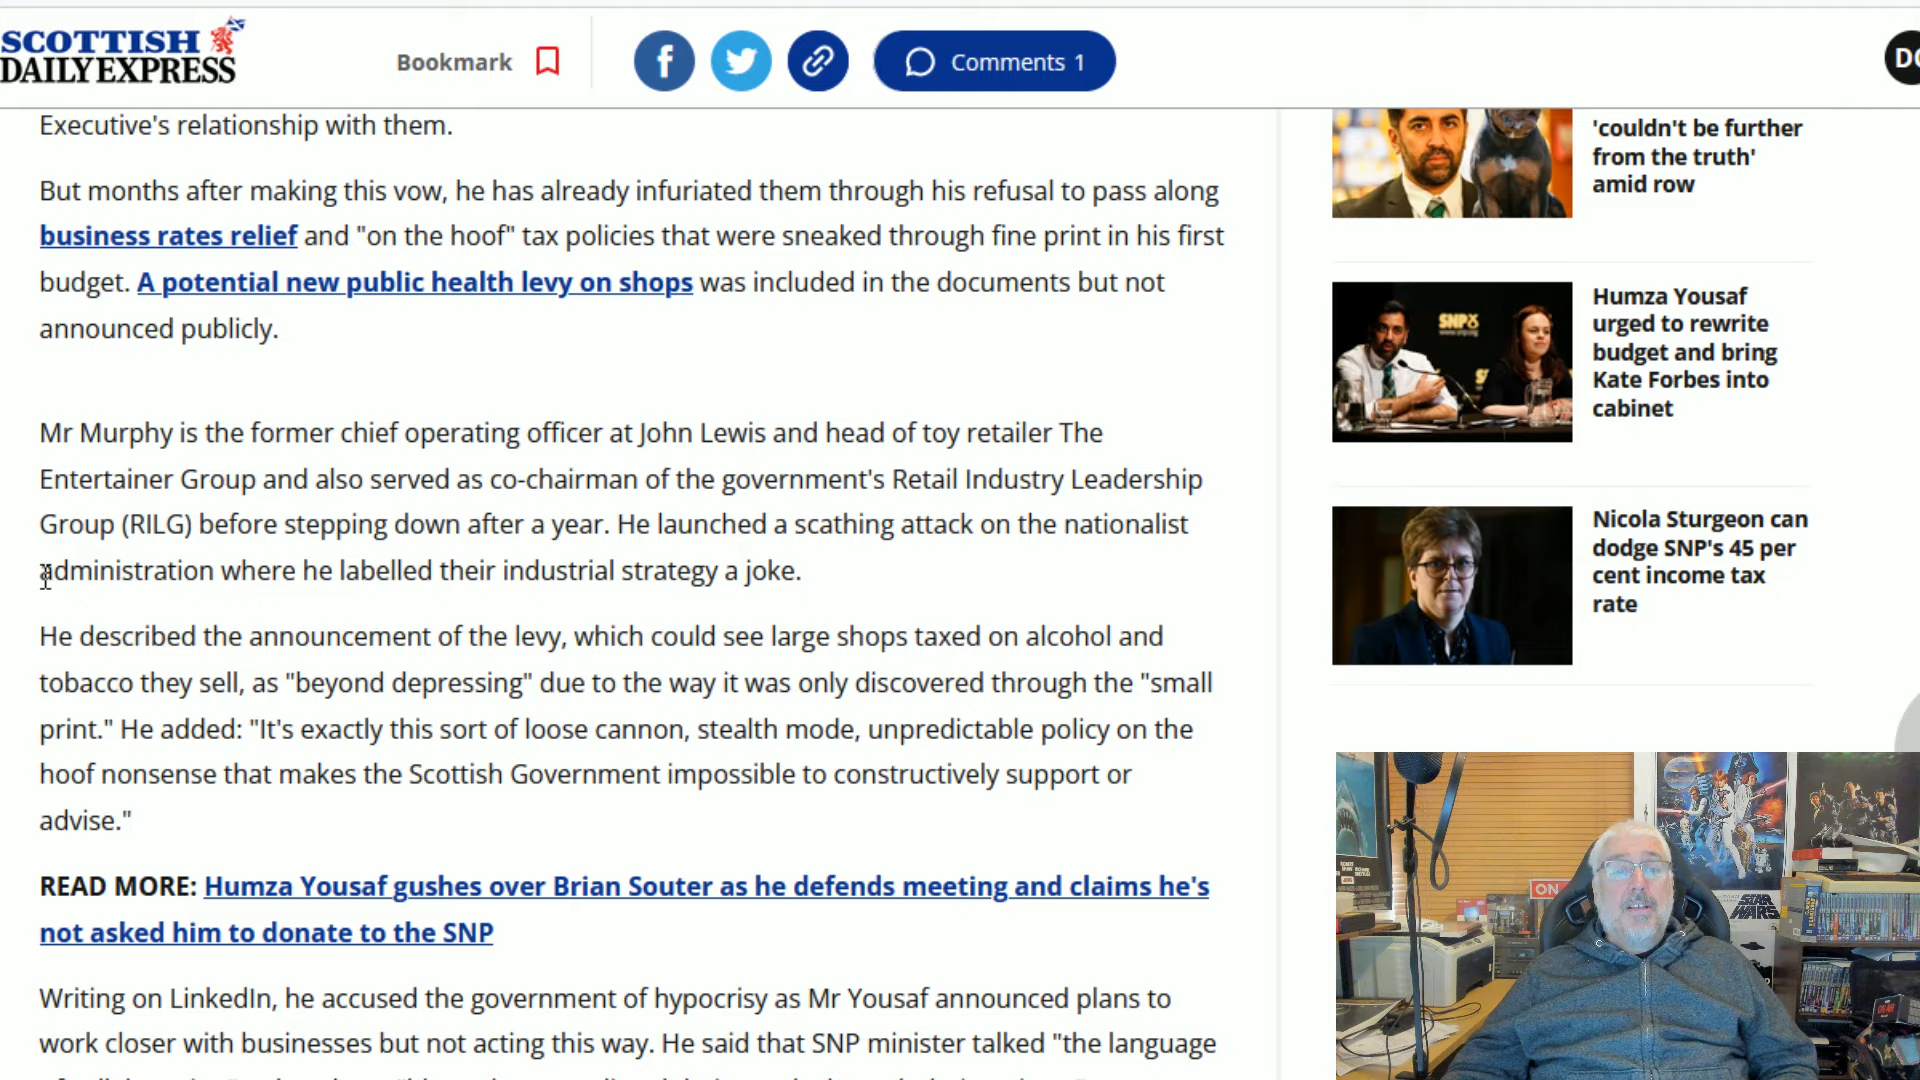 SCOTTISH
DAILY EXPRESS
Bookmark
Comments 1
Executive's relationship with them.
But months after making this vow, he has already infuriated them through his refusal to pass along
business rates relief and "on the hoof" tax policies that were sneaked through fine print in his first
budget. A potential new public health levy on shops was included in the documents but not
announced publicly.
Mr Murphy is the former chief operating officer at John Lewis and head of toy retailer The
Entertainer Group and also served as co-chairman of the government's Retail Industry Leadership
Group (RILG) before stepping down after a year. He launched a scathing attack on the nationalist
administration where he labelled their industrial strategy a joke.
He described the announcement of the levy, which could see large shops taxed on alcohol and
tobacco they sell, as "beyond depressing" due to the way it was only discovered through the "small
print." He added: "It's exactly this sort of loose cannon, stealth mode, unpredictable policy on the
hoof nonsense that makes the Scottish Government impossible to constructively support or
advise."
READ MORE: Humza Yousaf gushes over Brian Souter as he defends meeting and claims he's
not asked him to donate to the SNP
Writing on LinkedIn, he accused the government of hypocrisy as Mr Yousaf announced plans to
work closer with businesses but not acting this way. He said that SNP minister talked "the language
'couldn't be further
from the truth'
amid row
SNP
Humza Yousaf
urged to rewrite
budget and bring
Kate Forbes into
cabinet
Nicola Sturgeon can
dodge SNP's 45 per
cent income tax
rate
ON
STAR
WARS